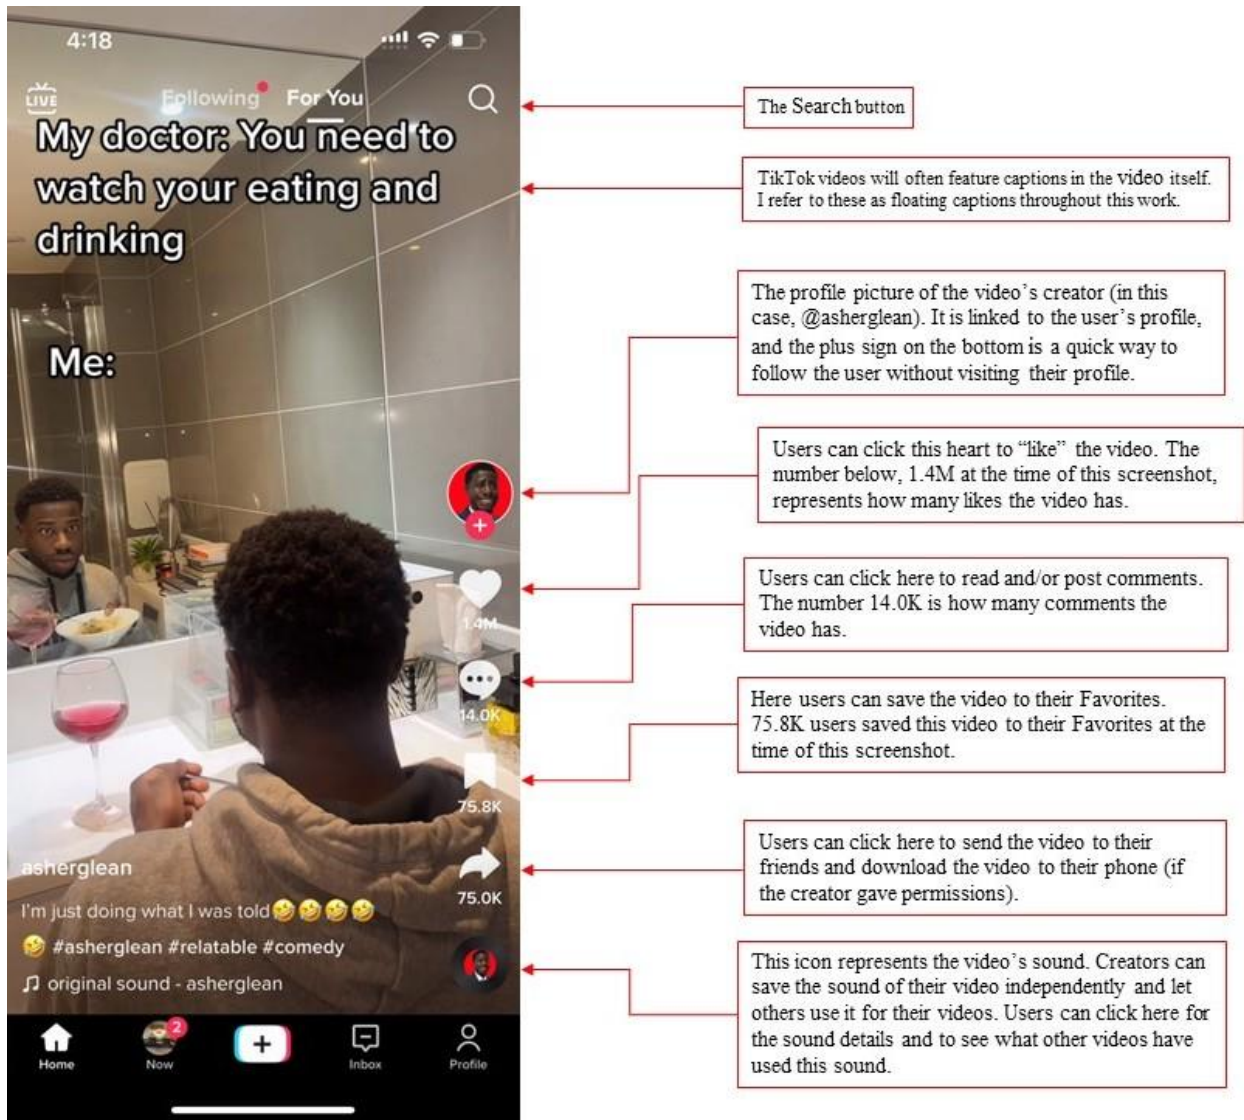 4:18
LIVE
Following For You
My doctor: You need to
watch your eating and
drinking
Me:
1.4M
14.0K
75.8K
75.0K
asherglean
I'm just doing what I was told🤣🤣🤣🤣
🤣 #asherglean #relatable #comedy
original sound - asherglean
2
Home
Now
Inbox
Profile
The Search button
TikTok videos will often feature captions in the video itself.
I refer to these as floating captions throughout this work.
The profile picture of the video’s creator (in this
case, @asherglean). It is linked to the user’s profile,
and the plus sign on the bottom is a quick way to
follow the user without visiting their profile.
Users can click this heart to “like” the video. The
number below, 1.4M at the time of this screenshot,
represents how many likes the video has.
Users can click here to read and/or post comments.
The number 14.0K is how many comments the
video has.
Here users can save the video to their Favorites.
75.8K users saved this video to their Favorites at the
time of this screenshot.
Users can click here to send the video to their
friends and download the video to their phone (if
the creator gave permissions).
This icon represents the video’s sound. Creators can
save the sound of their video independently and let
others use it for their videos. Users can click here for
the sound details and to see what other videos have
used this sound.